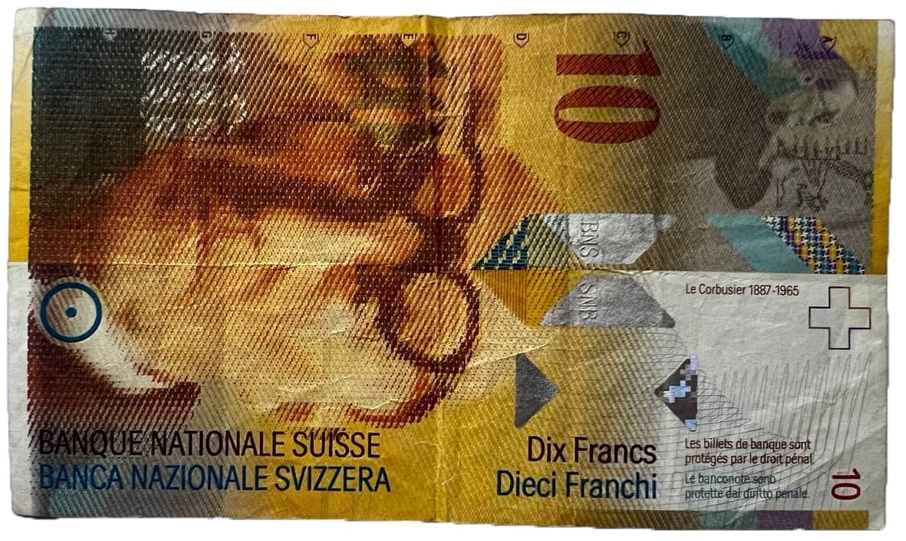 H G F E D C B A
10
BNS
SNB
Le Corbusier 1887-1965
BANQUE NATIONALE SUISSE
BANCA NAZIONALE SVIZZERA
Dix Francs
Dieci Franchi
Les billets de banque sont
protégés par le droit pénal.
Le banconote sono
protette dal diritto penale.
10